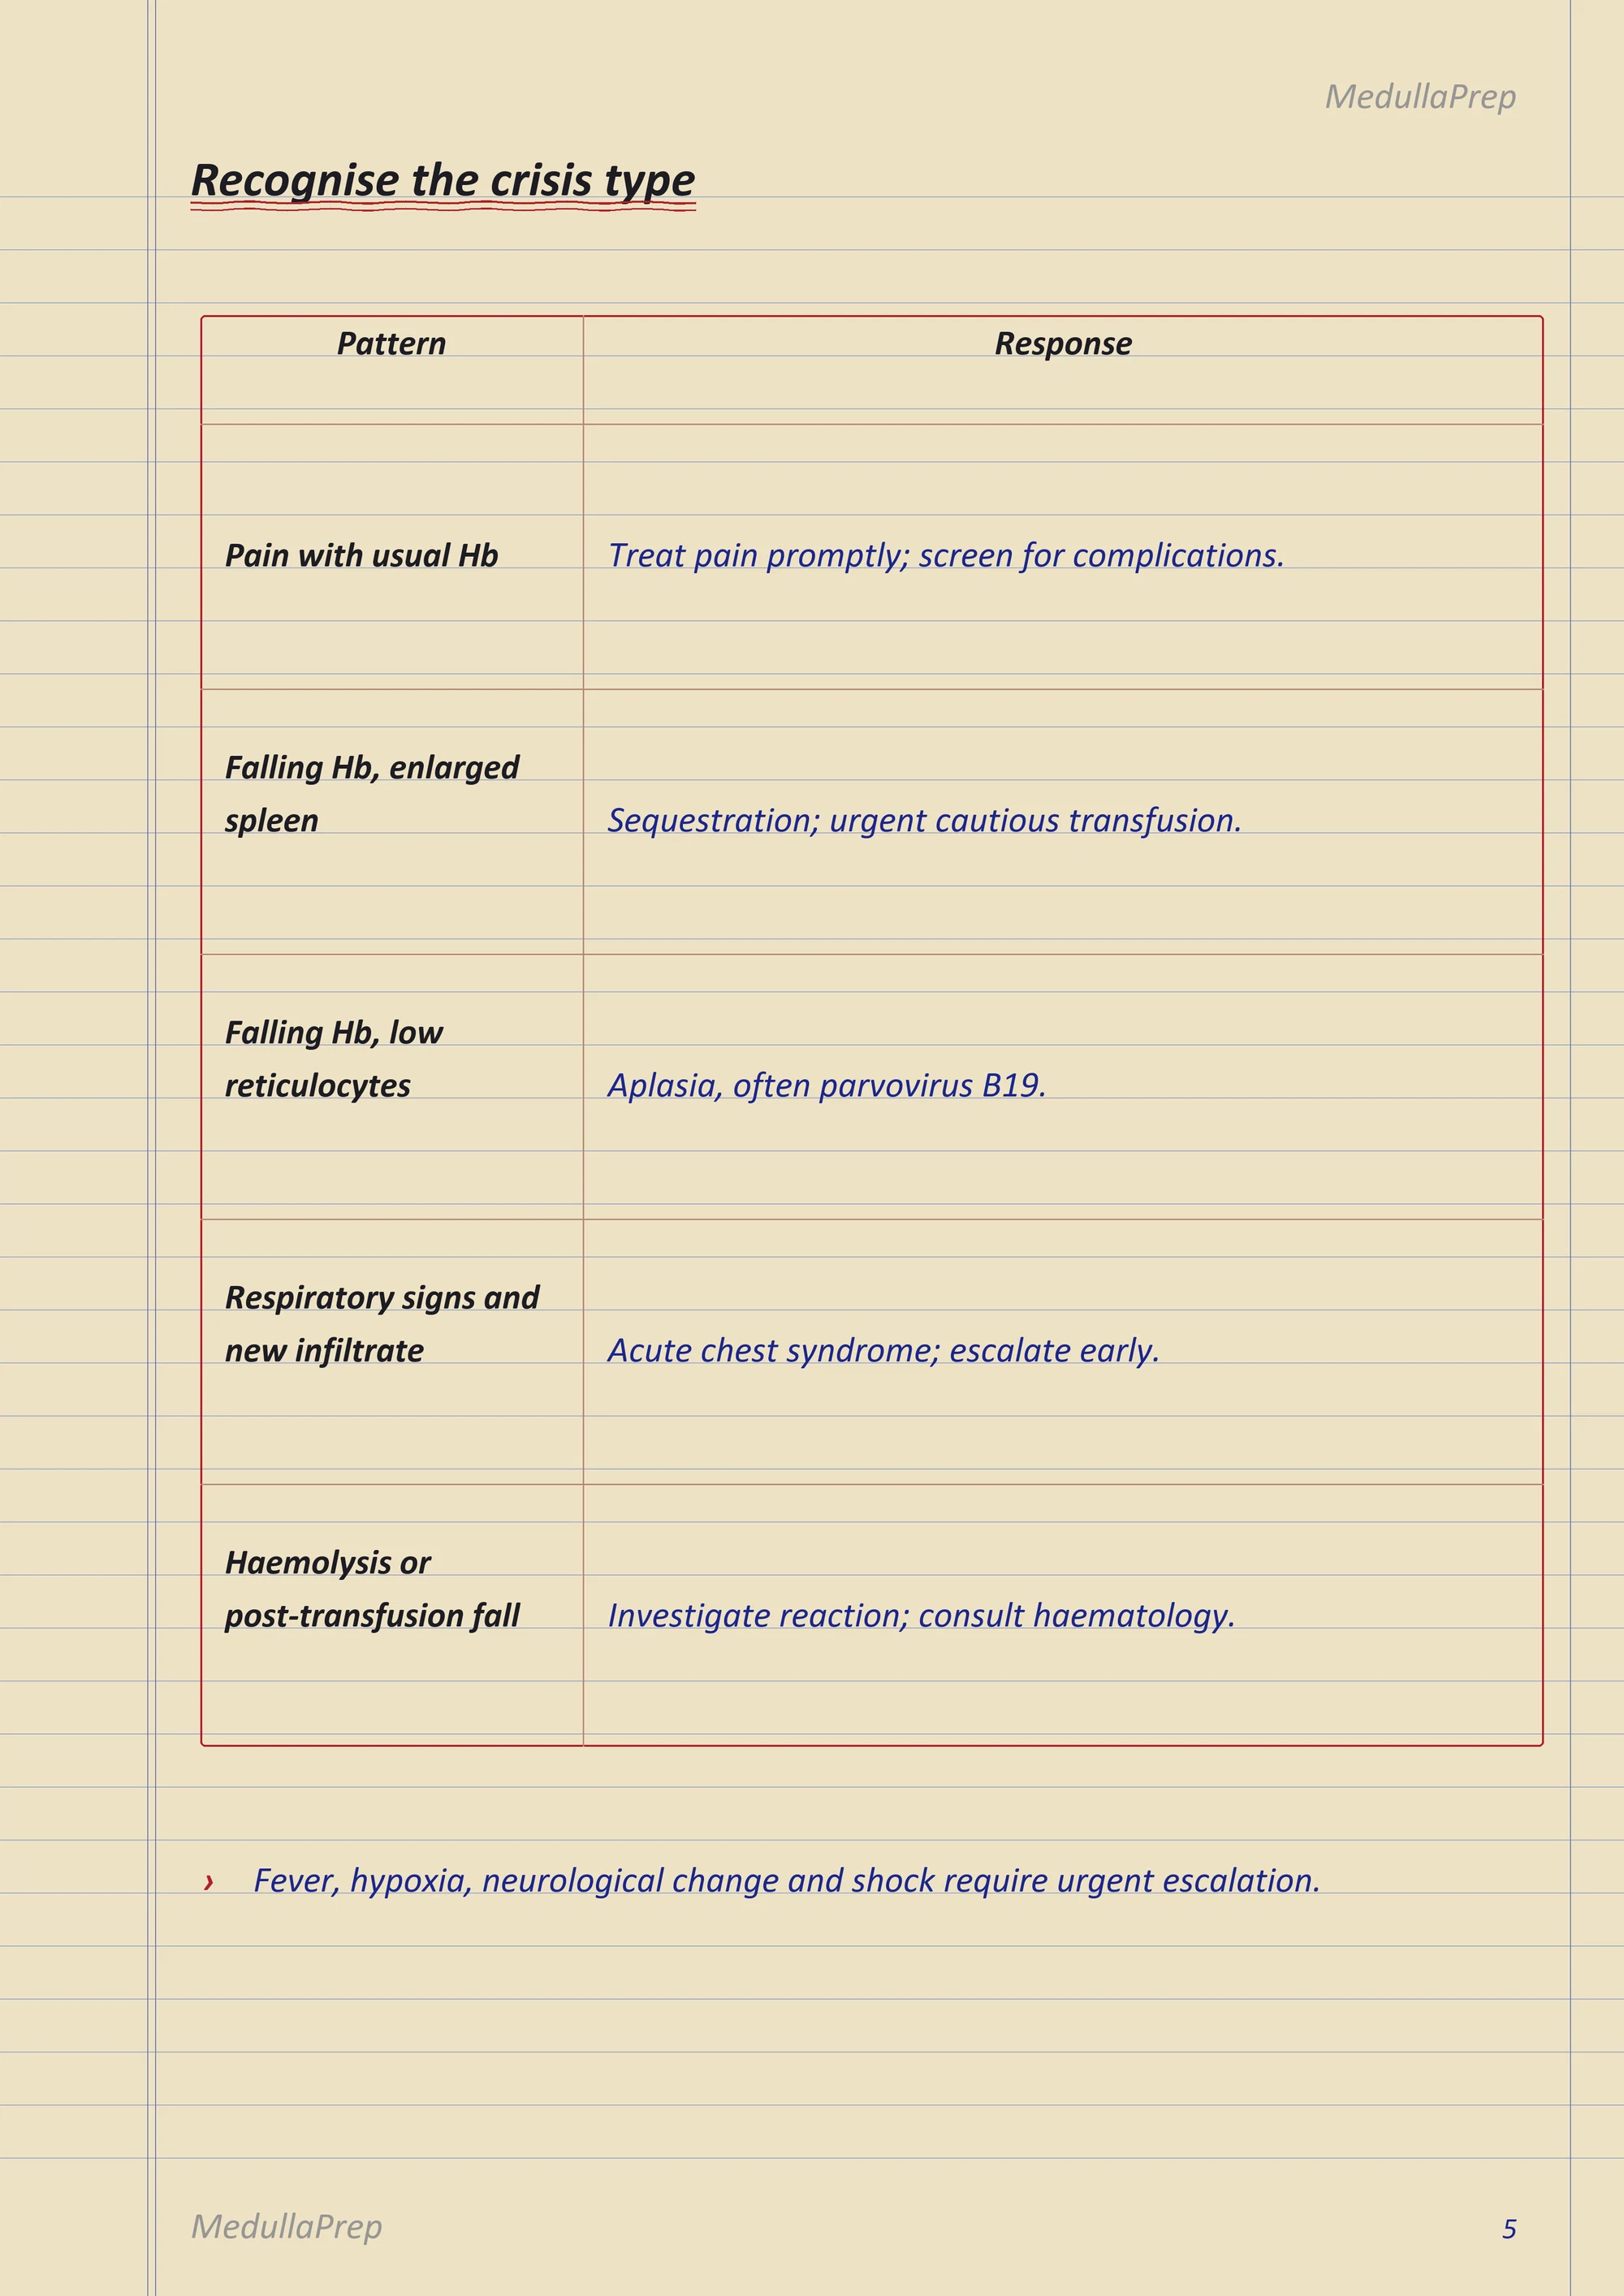 MedullaPrep
Recognise the crisis type
Pattern
Response
Pain with usual Hb
Treat pain promptly; screen for complications.
Falling Hb, enlarged
spleen
Sequestration; urgent cautious transfusion.
Falling Hb, low
reticulocytes
Aplasia, often parvovirus B19.
Respiratory signs and
new infiltrate
Acute chest syndrome; escalate early.
Haemolysis or
post-transfusion fall
Investigate reaction; consult haematology.
› Fever, hypoxia, neurological change and shock require urgent escalation.
MedullaPrep
5